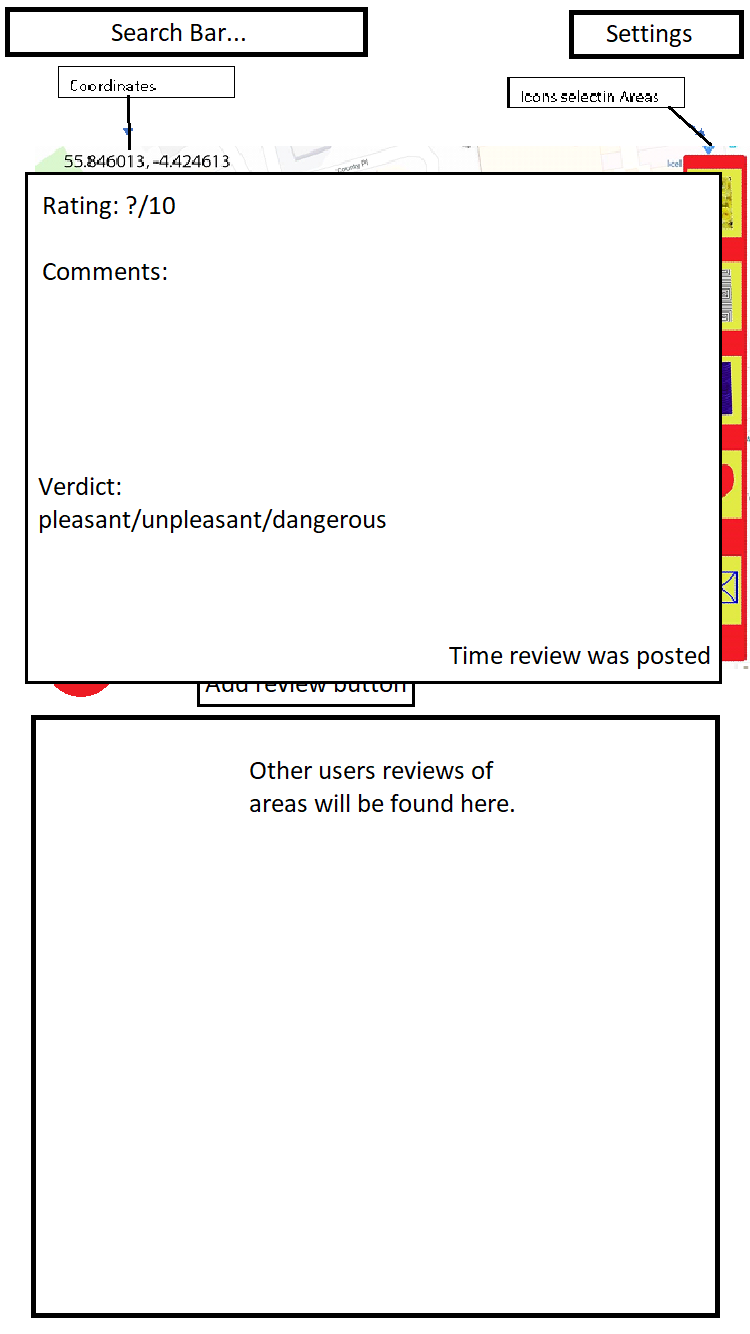 Search Bar...
Settings
Coordinates
Icons selectin Areas
55.846013, -4.424613
Rating: ?/10
Comments:
Verdict:
pleasant/unpleasant/dangerous
Time review was posted
Add review button
Other users reviews of
areas will be found here.